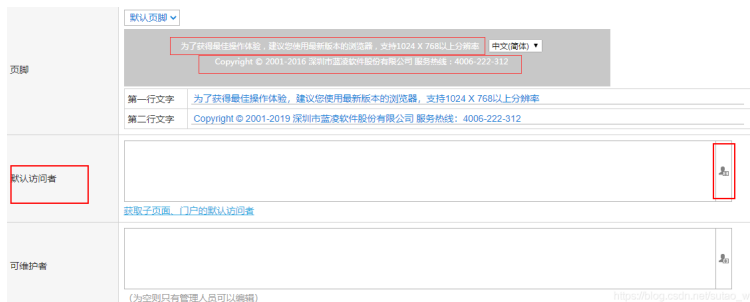 默认页脚
为了获得最佳操作体验，建议您使用最新版本的浏览器，支持1024 X 768以上分辨率 中文(简体)
Copyright © 2001-2016 深圳市蓝凌软件股份有限公司 服务热线：4006-222-312
页脚
第一行文字 为了获得最佳操作体验，建议您使用最新版本的浏览器，支持1024 X 768以上分辨率
第二行文字 Copyright © 2001-2019 深圳市蓝凌软件股份有限公司 服务热线：4006-222-312
默认访问者
获取子页面、门户的默认访问者
可维护者
（为空则只有管理人员可以编辑）